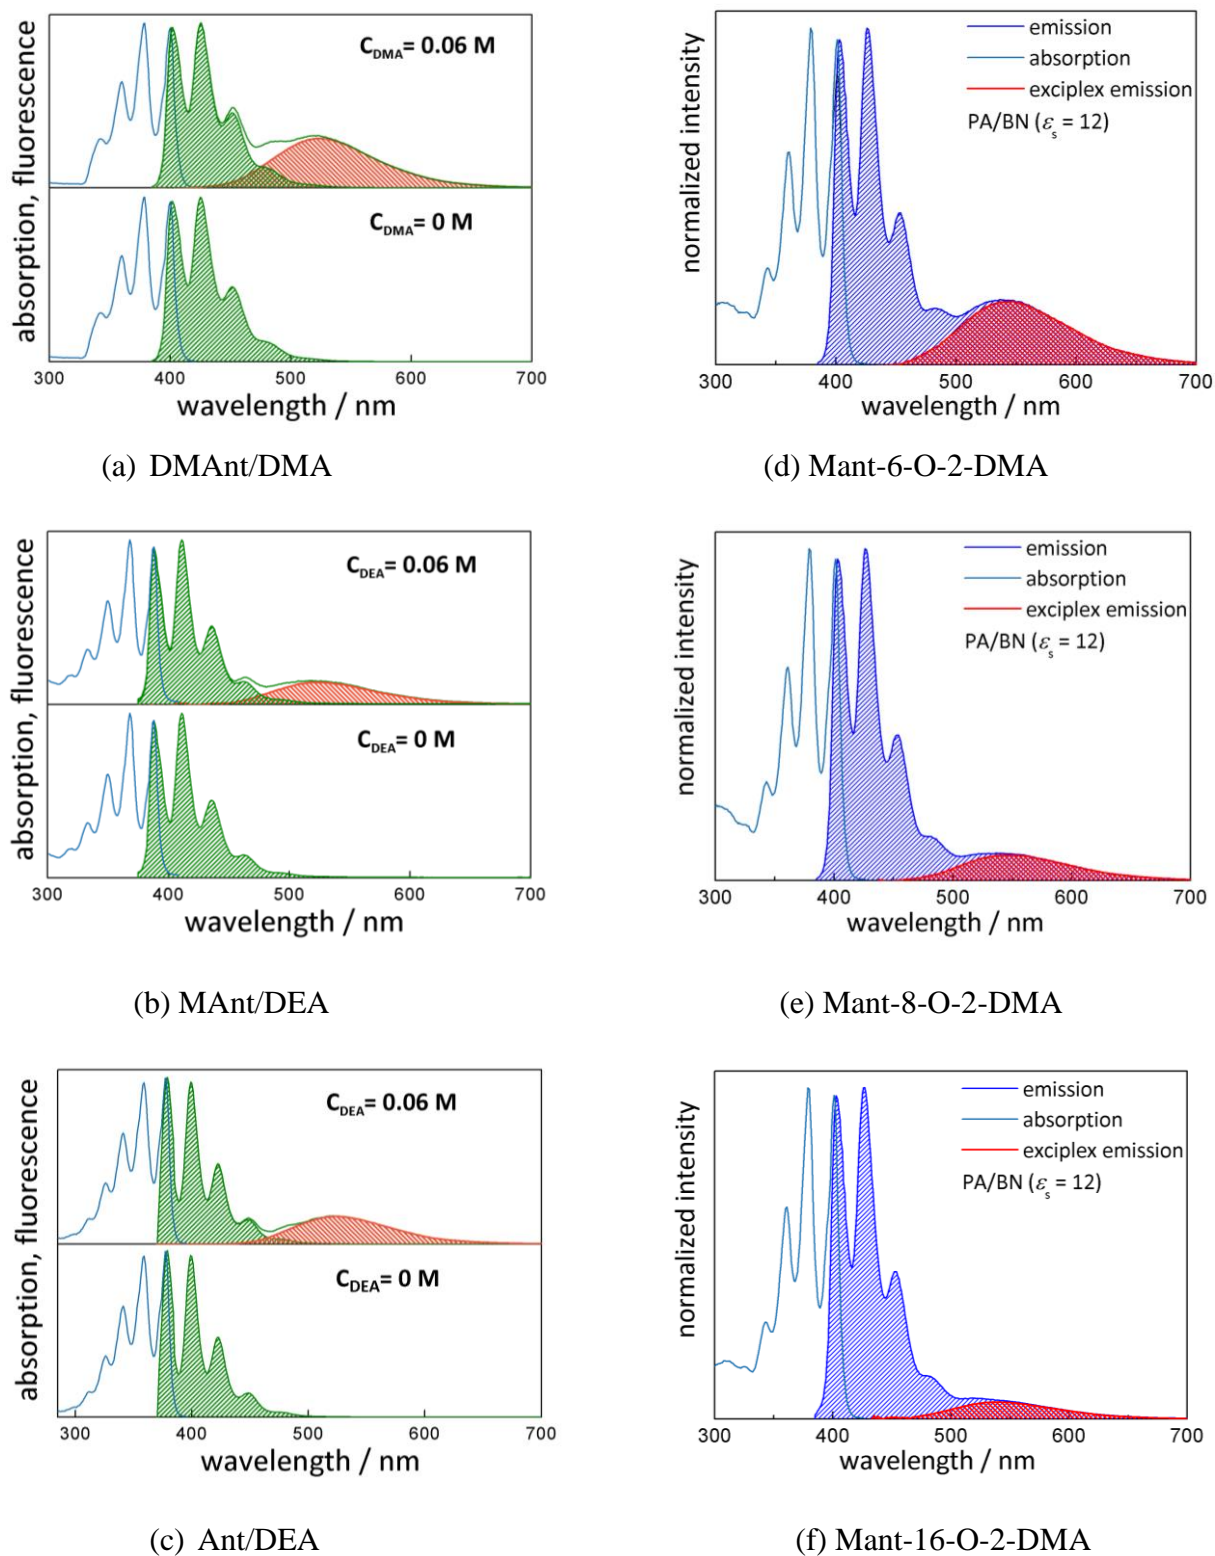 absorption, fluorescence
C_DMA= 0.06 M
C_DMA= 0 M
300 400 500 600 700
wavelength / nm
(a) DMAnt/DMA
normalized intensity
emission
absorption
exciplex emission
PA/BN (εs = 12)
300 400 500 600 700
wavelength / nm
(d) Mant-6-O-2-DMA
absorption, fluorescence
C_DEA= 0.06 M
C_DEA= 0 M
300 400 500 600 700
wavelength / nm
(b) MAnt/DEA
normalized intensity
emission
absorption
exciplex emission
PA/BN (εs = 12)
300 400 500 600 700
wavelength / nm
(e) Mant-8-O-2-DMA
absorption, fluorescence
C_DEA= 0.06 M
C_DEA= 0 M
300 400 500 600 700
wavelength / nm
(c) Ant/DEA
normalized intensity
emission
absorption
exciplex emission
PA/BN (εs = 12)
300 400 500 600 700
wavelength / nm
(f) Mant-16-O-2-DMA